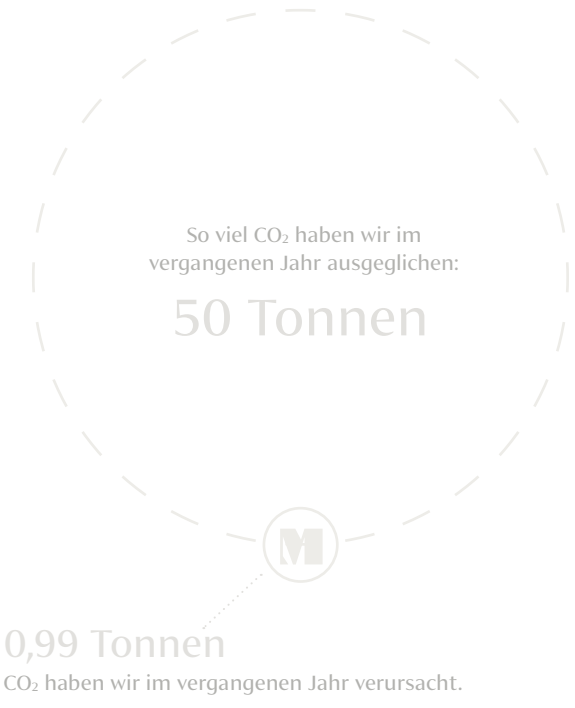 So viel CO₂ haben wir im
vergangenen Jahr ausgeglichen:
50 Tonnen
M
0,99 Tonnen
CO₂ haben wir im vergangenen Jahr verursacht.